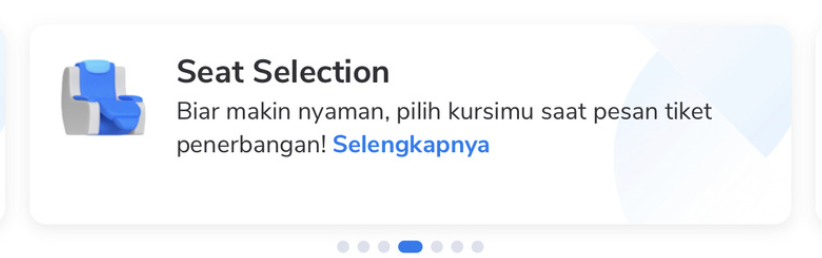 Seat Selection
Biar makin nyaman, pilih kursimu saat pesan tiket
penerbangan! Selengkapnya